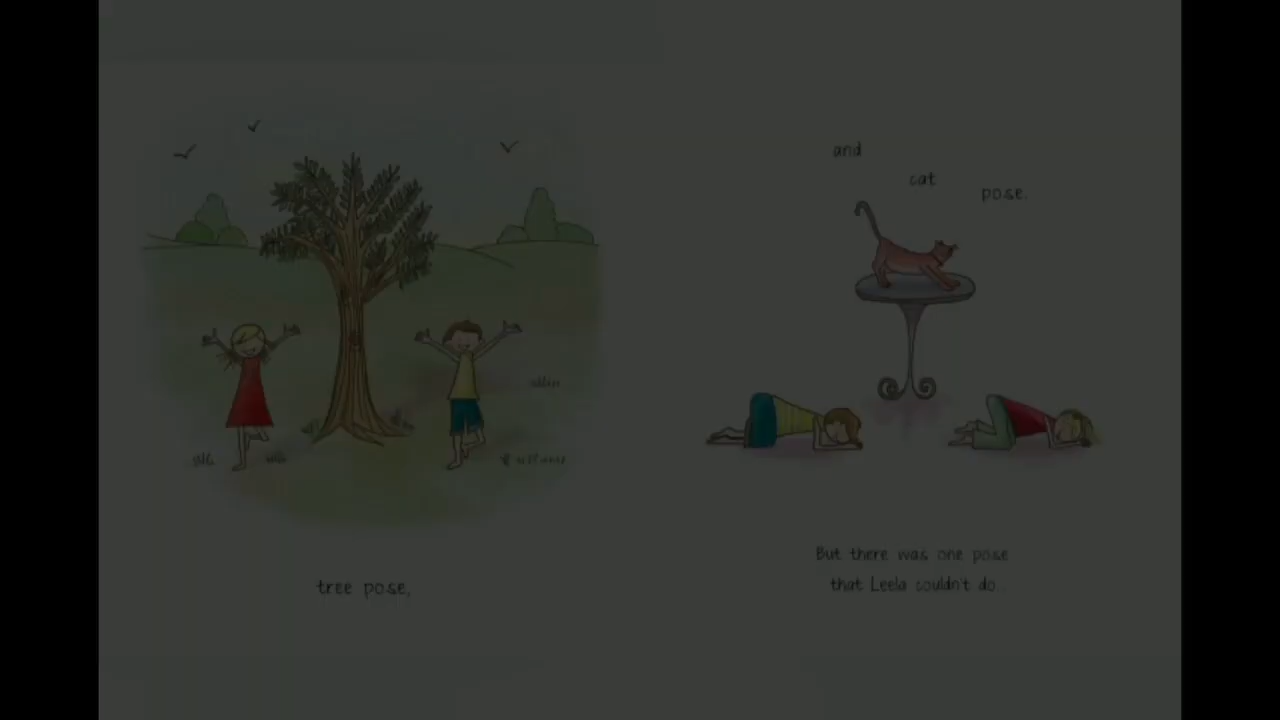 tree pose,
and
cat
pose.
But there was one pose
that Leela couldn't do.